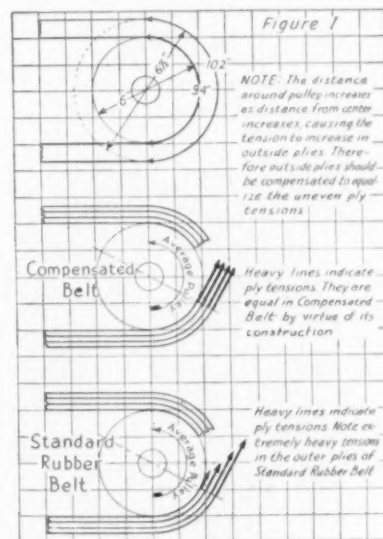 Figure 1
6½"
102"
94"
6"
NOTE: The distance
around pulley increases
as distance from center
increases, causing the
tension to increase in
outside plies. There-
fore outside plies should
be compensated to equal-
ize the uneven ply
tensions
Average Pulley
Compensated
Belt
Heavy lines indicate
ply tensions. They are
equal in Compensated
Belt by virtue of its
construction
Average Pulley
Standard
Rubber
Belt
Heavy lines indicate
ply tensions. Note ex-
tremely heavy tensions
in the outer plies of
Standard Rubber Belt